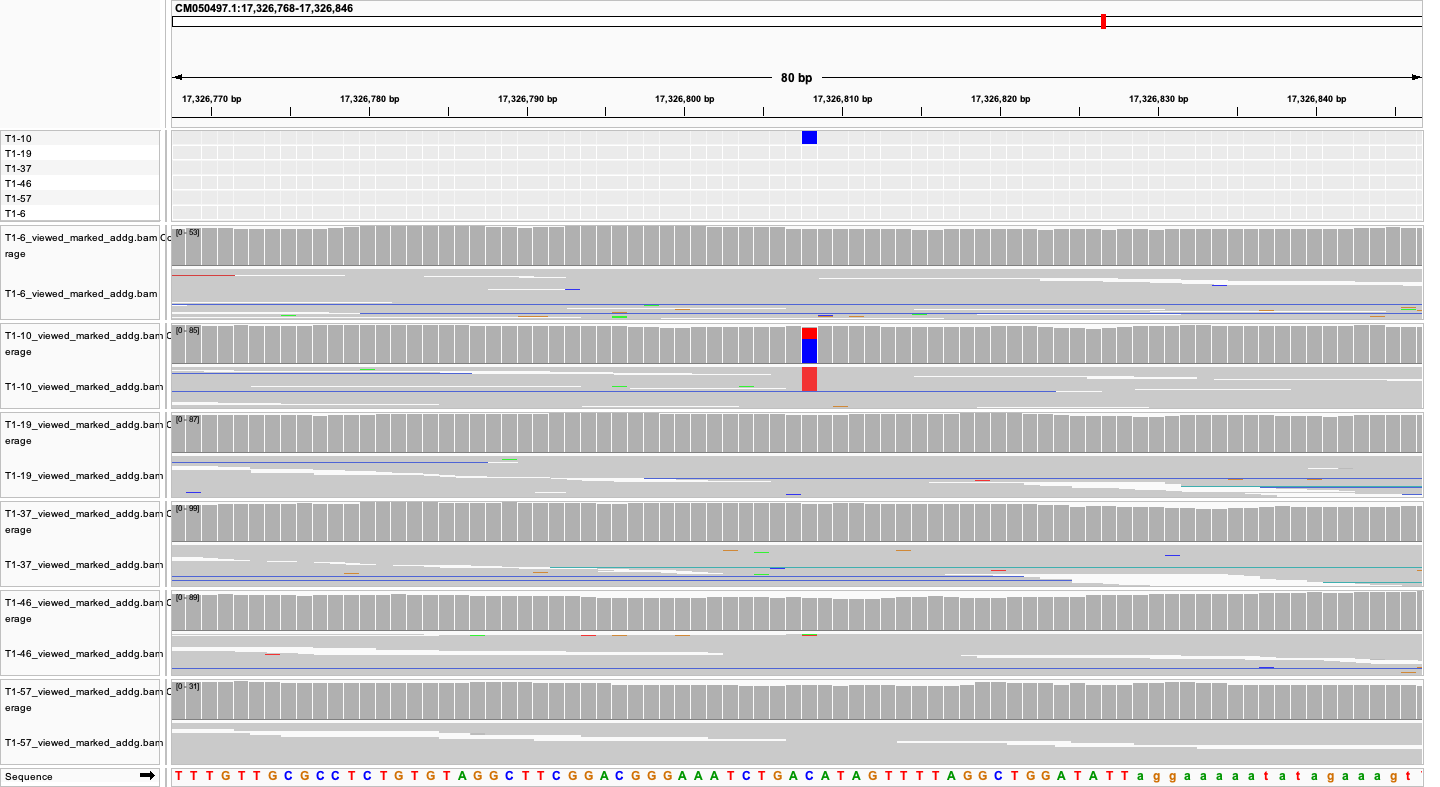 CM050497.1:17,326,768-17,326,846
80 bp
17,326,770 bp 17,326,780 bp 17,326,790 bp 17,326,800 bp 17,326,810 bp 17,326,820 bp 17,326,830 bp 17,326,840 bp
T1-10
T1-19
T1-37
T1-46
T1-57
T1-6
T1-6_viewed_marked_addg.bam Co [0 - 53]
rage
T1-6_viewed_marked_addg.bam
T1-10_viewed_marked_addg.bam C [0 - 85]
erage
T1-10_viewed_marked_addg.bam
T1-19_viewed_marked_addg.bam C [0 - 87]
erage
T1-19_viewed_marked_addg.bam
T1-37_viewed_marked_addg.bam C [0 - 99]
erage
T1-37_viewed_marked_addg.bam
T1-46_viewed_marked_addg.bam C [0 - 89]
erage
T1-46_viewed_marked_addg.bam
T1-57_viewed_marked_addg.bam C [0 - 31]
erage
T1-57_viewed_marked_addg.bam
Sequence T T T G T T G C G C C T C T G T G T A G G C T T C G G A C G G G A A A T C T G A C A T A G T T T T A G G C T G G A T A T T a g g a a a a a t a t a g a a a g t